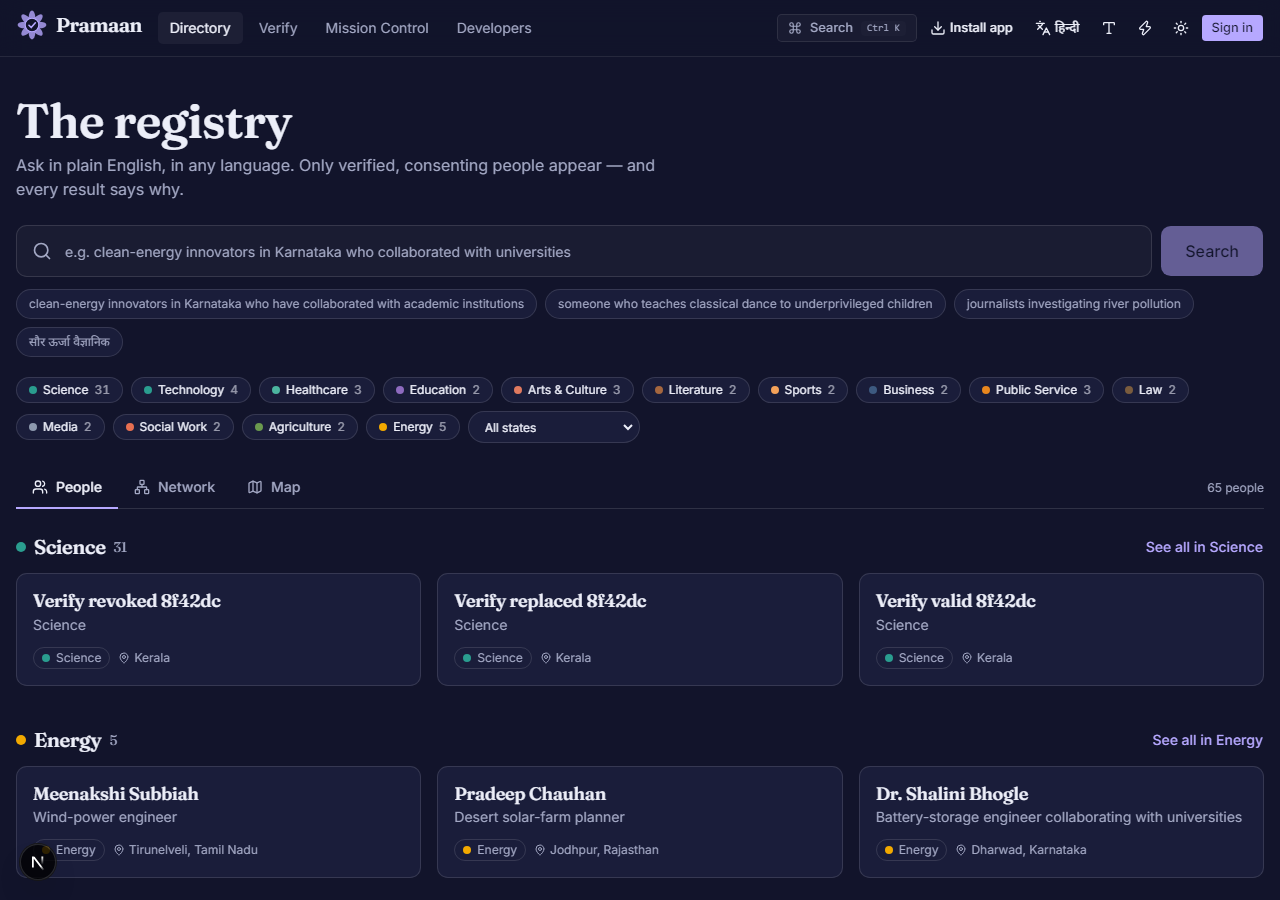 Pramaan Directory Verify Mission Control Developers Search Ctrl K Install app हिन्दी Sign in
The registry
Ask in plain English, in any language. Only verified, consenting people appear — and
every result says why.
e.g. clean-energy innovators in Karnataka who collaborated with universities Search
clean-energy innovators in Karnataka who have collaborated with academic institutions someone who teaches classical dance to underprivileged children journalists investigating river pollution
सौर ऊर्जा वैज्ञानिक
Science 31 Technology 4 Healthcare 3 Education 2 Arts & Culture 3 Literature 2 Sports 2 Business 2 Public Service 3 Law 2
Media 2 Social Work 2 Agriculture 2 Energy 5 All states
People Network Map 65 people
Science 31 See all in Science
Verify revoked 8f42dc Verify replaced 8f42dc Verify valid 8f42dc
Science Science Science
Science Kerala Science Kerala Science Kerala
Energy 5 See all in Energy
Meenakshi Subbiah Pradeep Chauhan Dr. Shalini Bhogle
Wind-power engineer Desert solar-farm planner Battery-storage engineer collaborating with universities
Energy Tirunelveli, Tamil Nadu Energy Jodhpur, Rajasthan Energy Dharwad, Karnataka
N